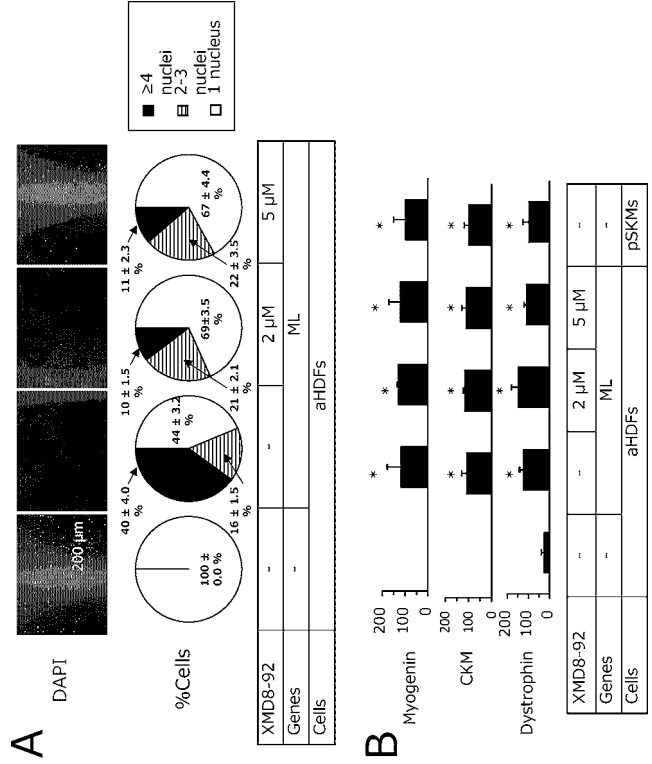 A
DAPI
200 μm
%Cells
100 ± 0.0 %
40 ± 4.0 %
44 ± 3.2 %
16 ± 1.5 %
10 ± 1.5 %
69±3.5 %
21 ± 2.1 %
11 ± 2.3 %
67 ± 4.4 %
22 ± 3.5 %
≥4 nuclei
2-3 nuclei
1 nucleus
XMD8-92 - - 2 μM 5 μM
Genes - ML
Cells aHDFs
B
Myogenin
200
100
0
* * * *
CKM
200
100
0
* * * *
Dystrophin
200
100
0
* * * *
XMD8-92 - - 2 μM 5 μM -
Genes - ML -
Cells aHDFs pSKMs